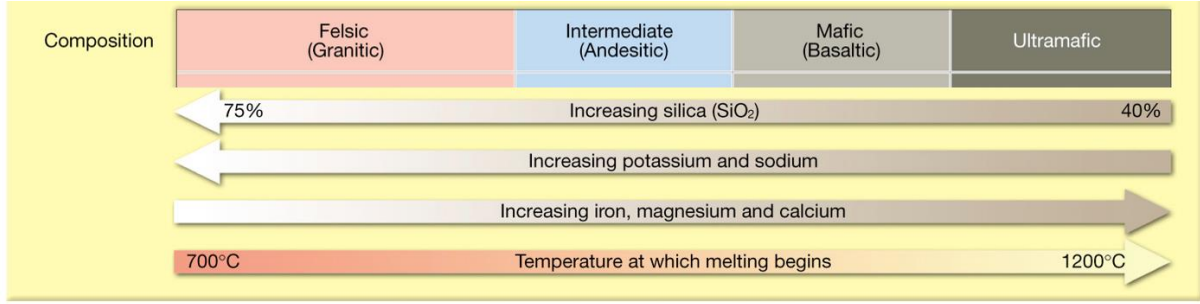 Composition
Felsic
(Granitic)
Intermediate
(Andesitic)
Mafic
(Basaltic)
Ultramafic
75% Increasing silica (SiO₂) 40%
Increasing potassium and sodium
Increasing iron, magnesium and calcium
700°C Temperature at which melting begins 1200°C